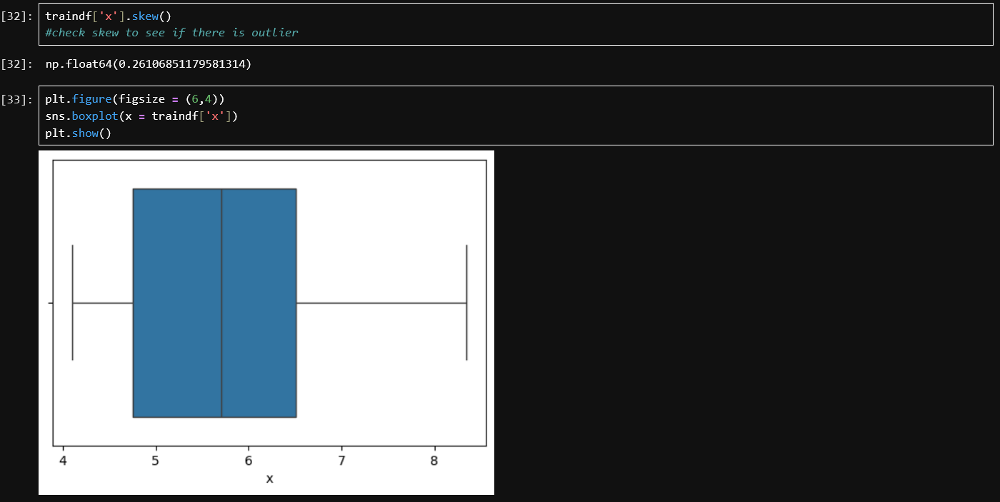 [32]: traindf['x'].skew()
#check skew to see if there is outlier
[32]: np.float64(0.26106851179581314)
[33]: plt.figure(figsize = (6,4))
sns.boxplot(x = traindf['x'])
plt.show()
4 5 6 7 8
x